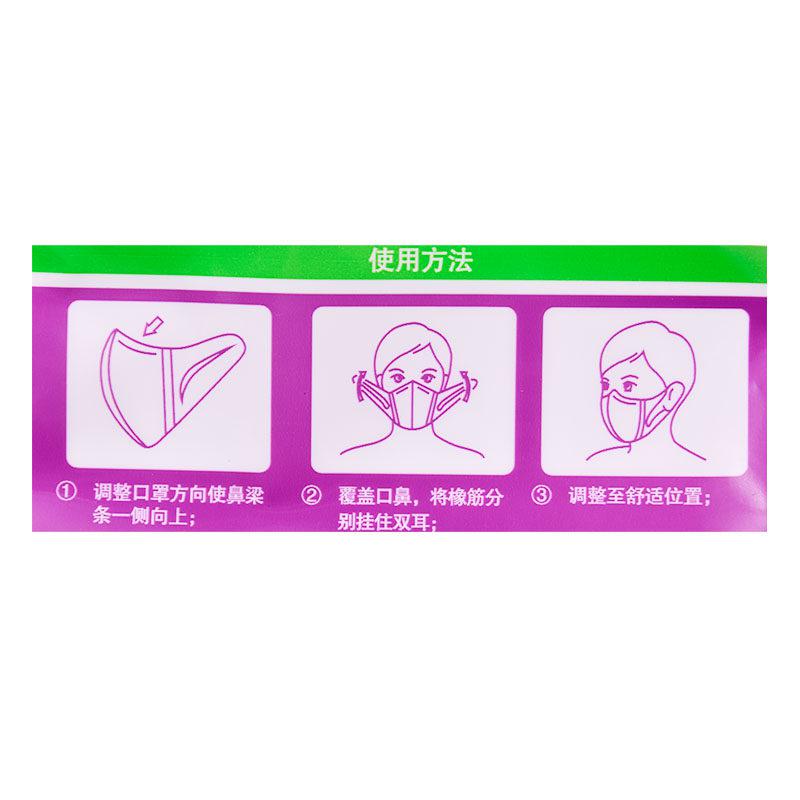 使用方法
① 调整口罩方向使鼻梁
条一侧向上；
② 覆盖口鼻，将橡筋分
别挂住双耳；
③ 调整至舒适位置；